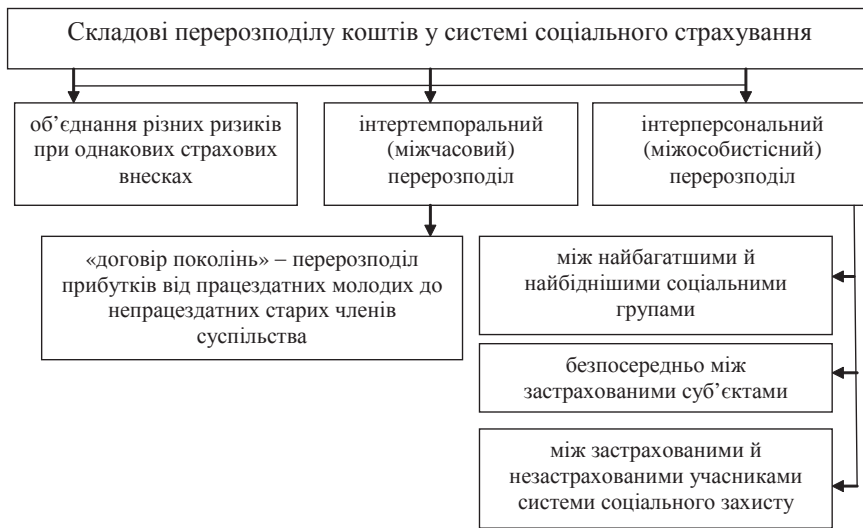 Складові перерозподілу коштів у системі соціального страхування
об’єднання різних ризиків
при однакових страхових
внесках
інтертемпоральний
(міжчасовий)
перерозподіл
інтерперсональний
(міжособистісний)
перерозподіл
«договір поколінь» – перерозподіл
прибутків від працездатних молодих до
непрацездатних старих членів
суспільства
між найбагатшими й
найбіднішими соціальними
групами
безпосередньо між
застрахованими суб’єктами
між застрахованими й
незастрахованими учасниками
системи соціального захисту